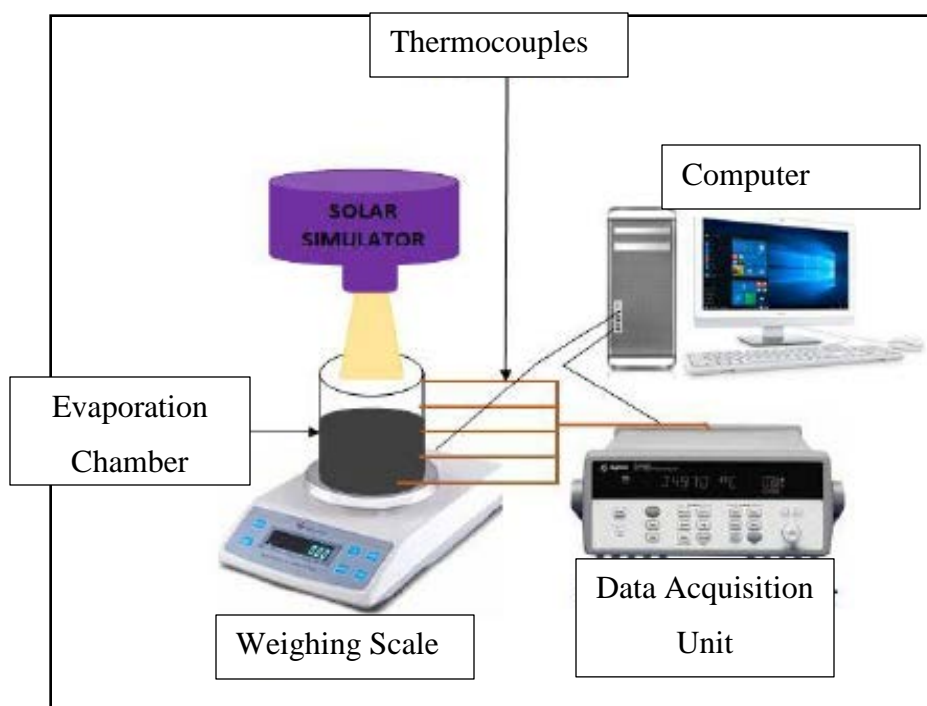 Thermocouples
Computer
SOLAR
SIMULATOR
Evaporation
Chamber
Data Acquisition
Unit
Weighing Scale